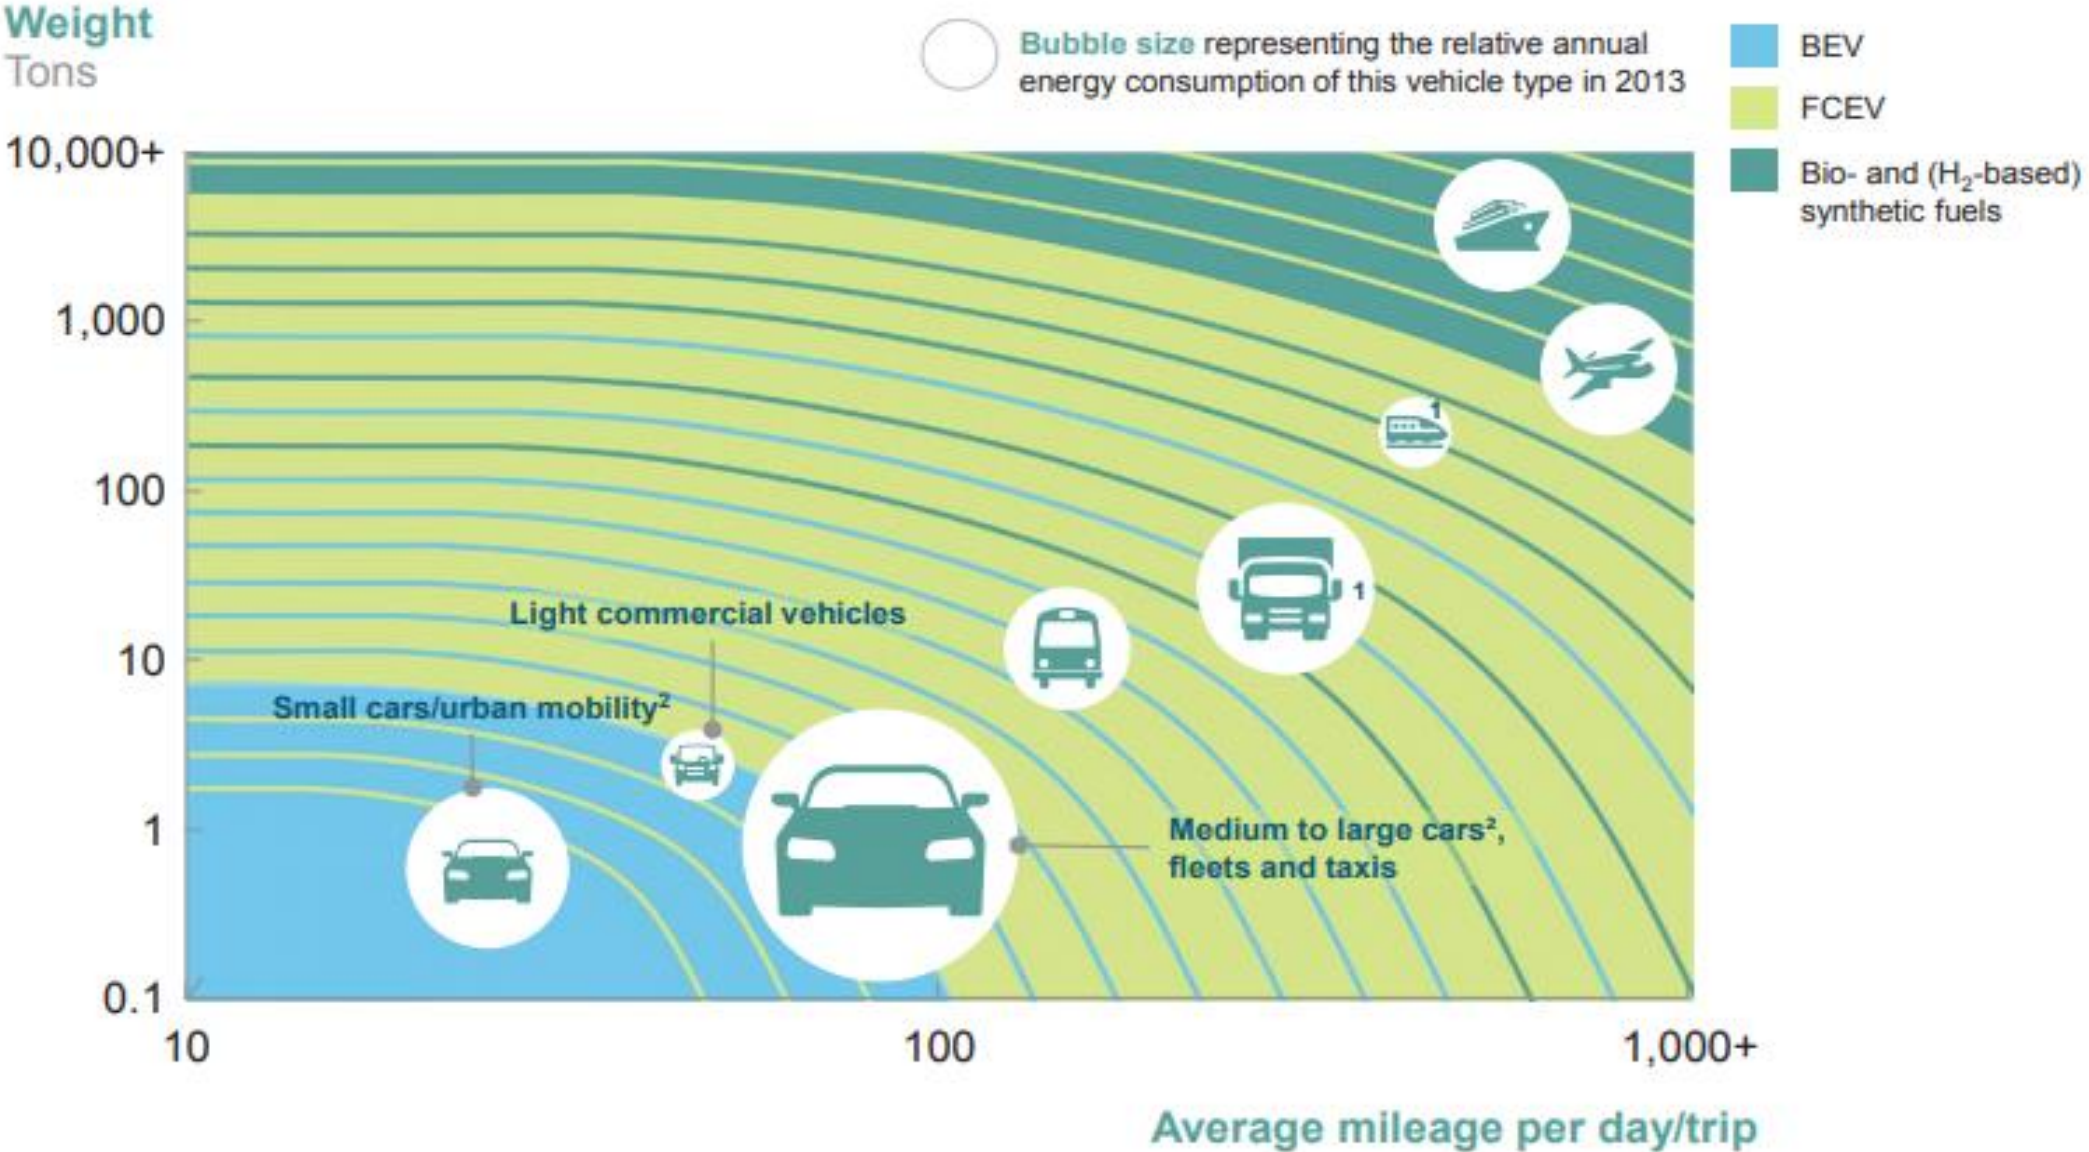 Weight
Tons
Bubble size representing the relative annual
energy consumption of this vehicle type in 2013
BEV
FCEV
Bio- and (H₂-based)
synthetic fuels
10,000+
1,000
100
10
1
0.1
1
1
Light commercial vehicles
Small cars/urban mobility²
Medium to large cars²,
fleets and taxis
10
100
1,000+
Average mileage per day/trip